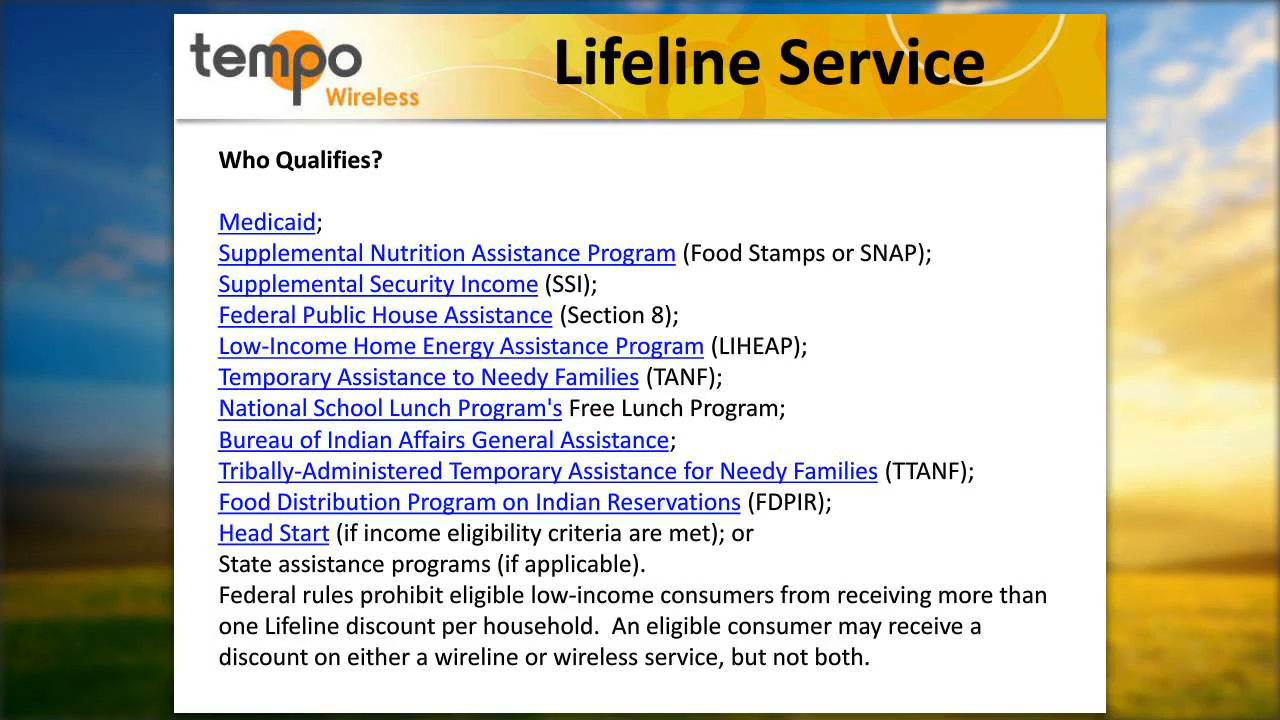 tempo
Wireless
Lifeline Service
Who Qualifies?
Medicaid;
Supplemental Nutrition Assistance Program (Food Stamps or SNAP);
Supplemental Security Income (SSI);
Federal Public House Assistance (Section 8);
Low-Income Home Energy Assistance Program (LIHEAP);
Temporary Assistance to Needy Families (TANF);
National School Lunch Program's Free Lunch Program;
Bureau of Indian Affairs General Assistance;
Tribally-Administered Temporary Assistance for Needy Families (TTANF);
Food Distribution Program on Indian Reservations (FDPIR);
Head Start (if income eligibility criteria are met); or
State assistance programs (if applicable).
Federal rules prohibit eligible low-income consumers from receiving more than
one Lifeline discount per household.  An eligible consumer may receive a
discount on either a wireline or wireless service, but not both.